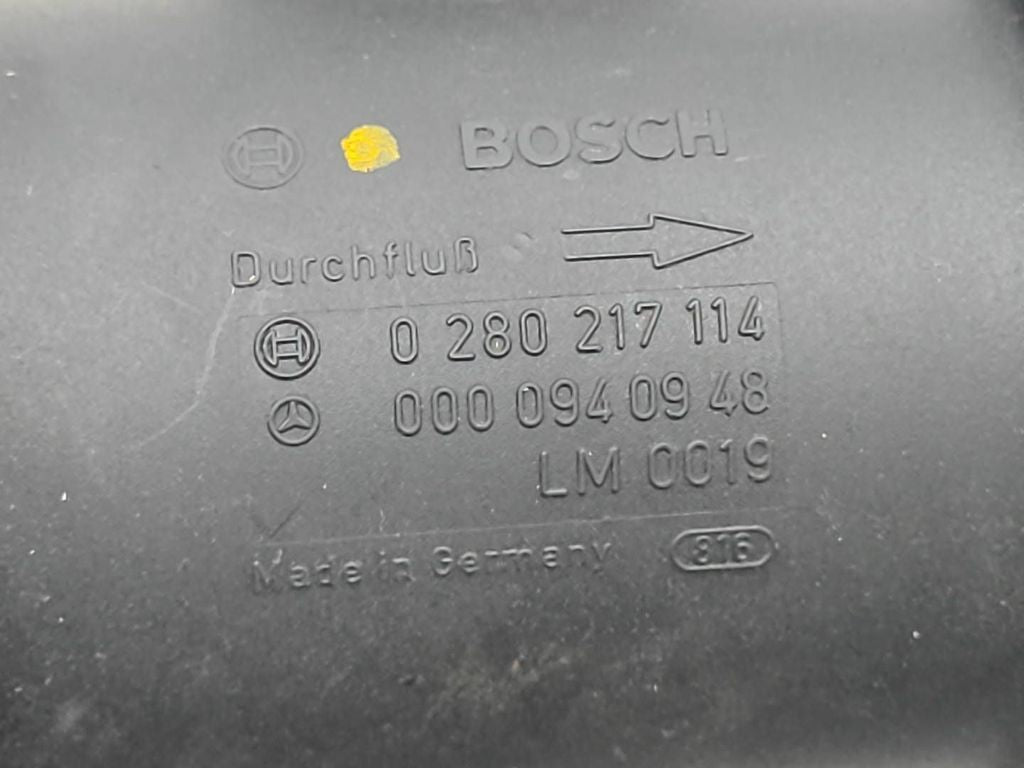 BOSCH
Durchfluß
0 280 217 114
000 094 09 48
LM 0019
Made in Germany 816